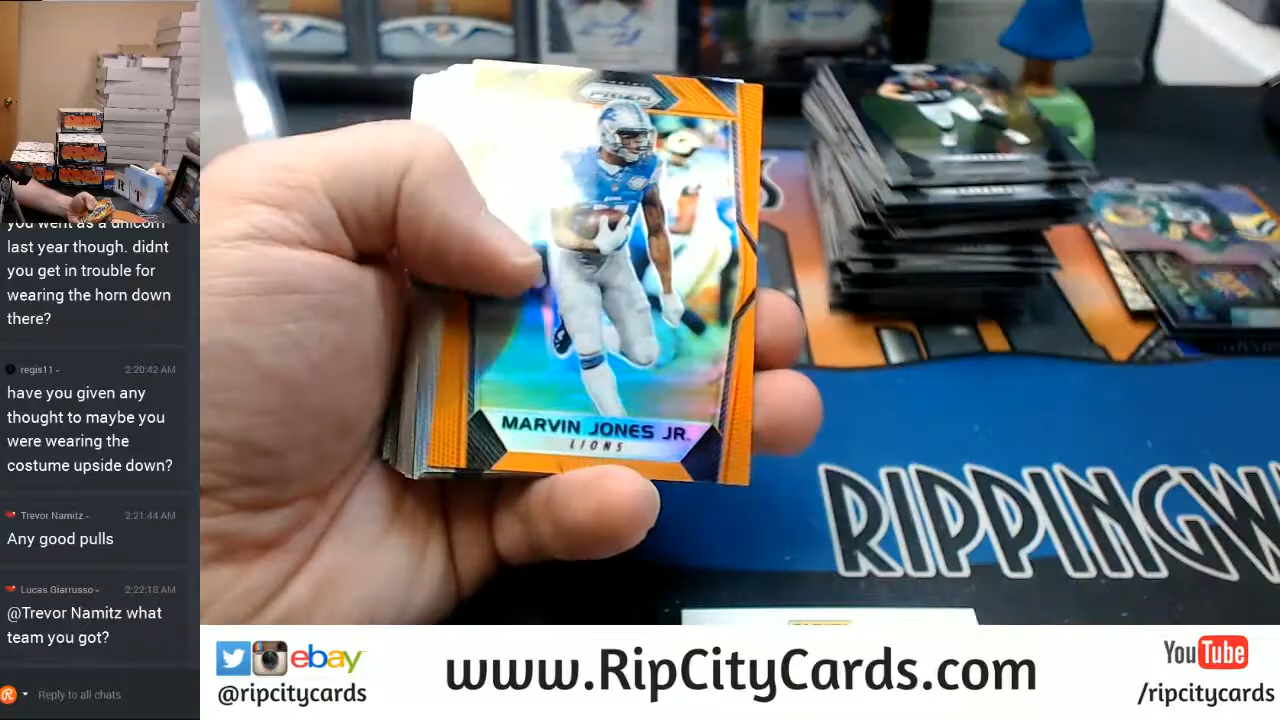 you went as a unicorn
last year though. didnt
you get in trouble for
wearing the horn down
there?
regis11 - 2:20:42 AM
have you given any
thought to maybe you
were wearing the
costume upside down?
Trevor Namitz - 2:21:44 AM
Any good pulls
Lucas Giarrusso - 2:22:18 AM
@Trevor Namitz what
team you got?
Reply to all chats
PRIZM
MARVIN JONES JR.
LIONS
RIPPINGW
ebay
@ripcitycards
www.RipCityCards.com
YouTube
/ripcitycards